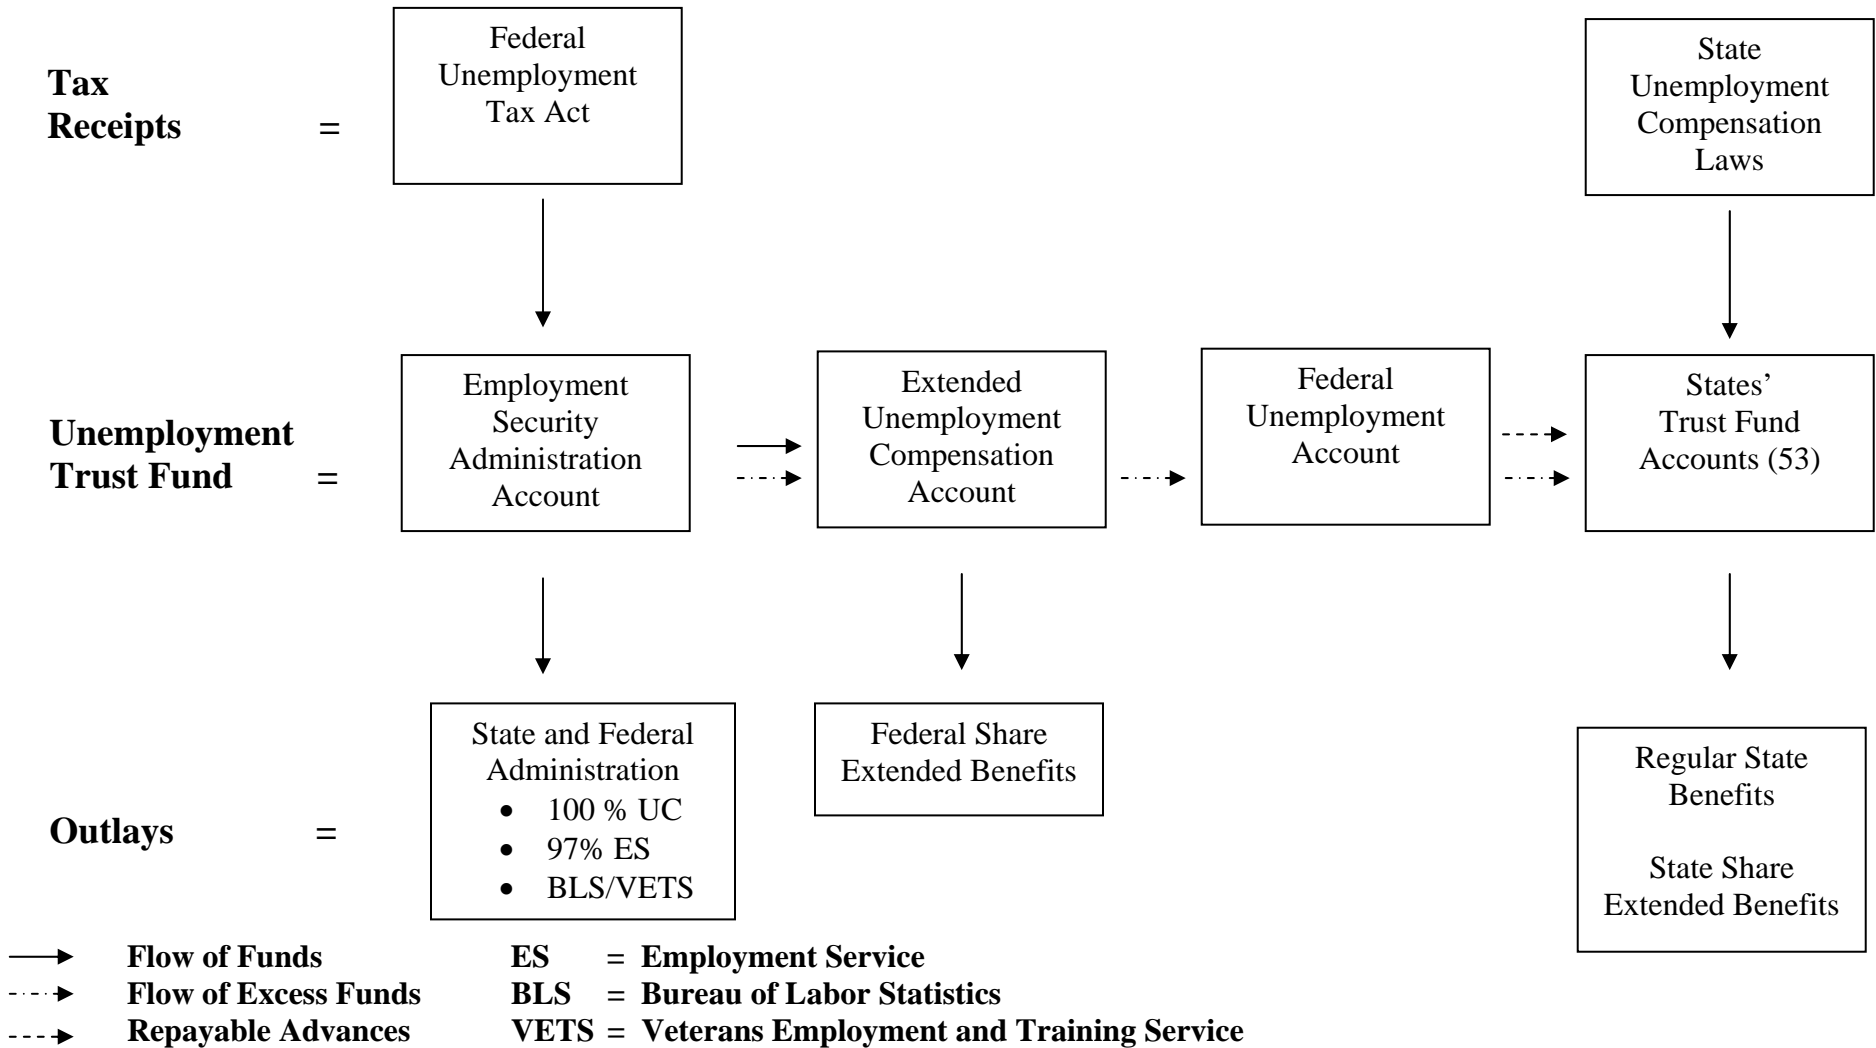 Tax
Receipts =
Federal
Unemployment
Tax Act
State
Unemployment
Compensation
Laws
Unemployment
Trust Fund =
Employment
Security
Administration
Account
Extended
Unemployment
Compensation
Account
Federal
Unemployment
Account
States’
Trust Fund
Accounts (53)
Outlays =
State and Federal
Administration
• 100 % UC
• 97% ES
• BLS/VETS
Federal Share
Extended Benefits
Regular State
Benefits
State Share
Extended Benefits
Flow of Funds
Flow of Excess Funds
Repayable Advances
ES = Employment Service
BLS = Bureau of Labor Statistics
VETS = Veterans Employment and Training Service